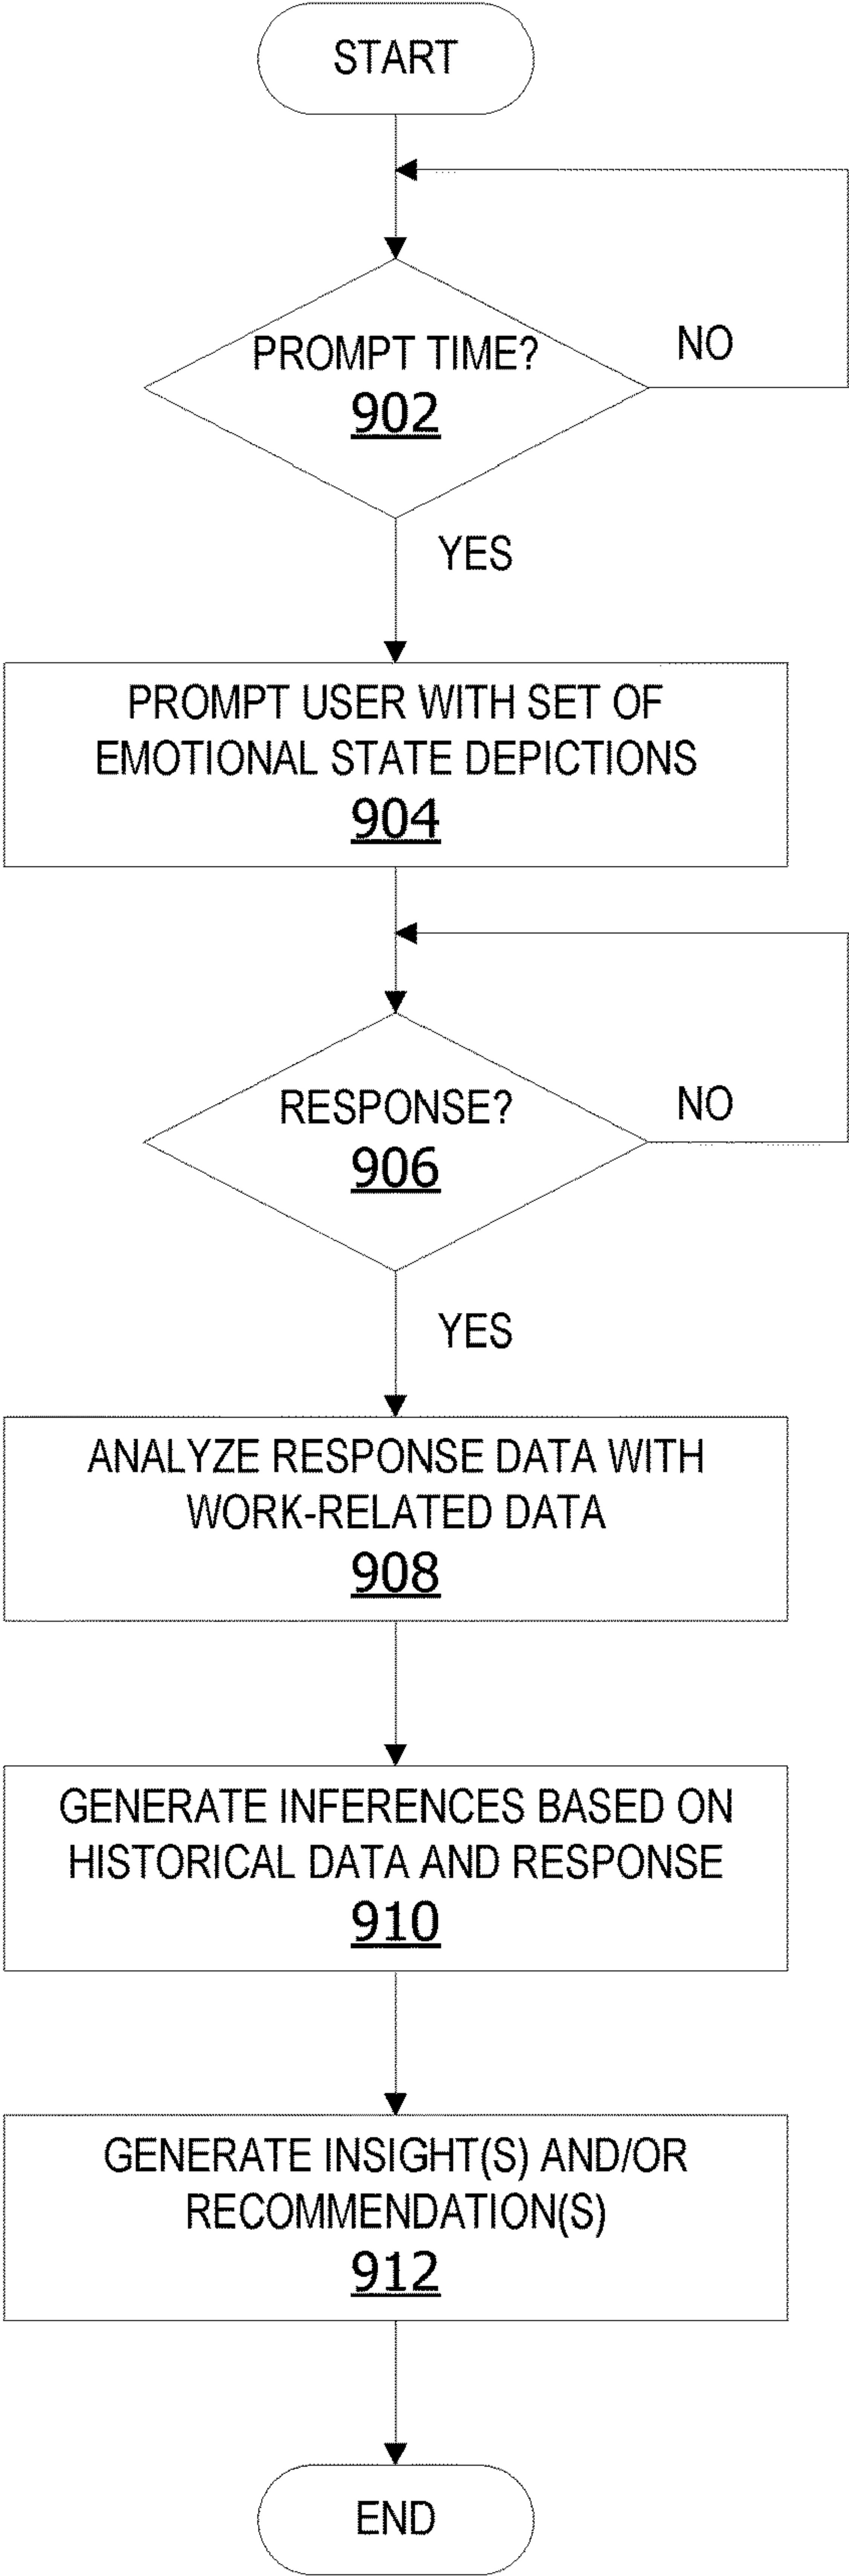 START
PROMPT TIME?
902
NO
YES
PROMPT USER WITH SET OF
EMOTIONAL STATE DEPICTIONS
904
RESPONSE?
906
NO
YES
ANALYZE RESPONSE DATA WITH
WORK-RELATED DATA
908
GENERATE INFERENCES BASED ON
HISTORICAL DATA AND RESPONSE
910
GENERATE INSIGHT(S) AND/OR
RECOMMENDATION(S)
912
END